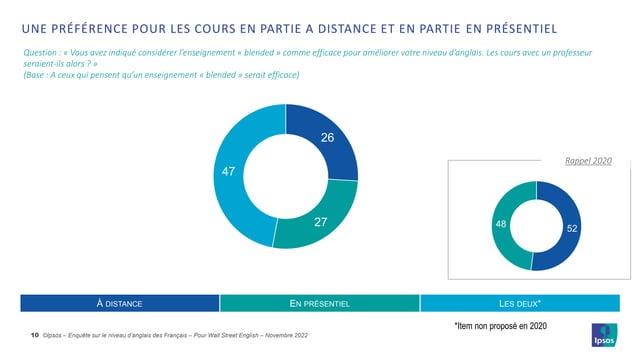 UNE PRÉFÉRENCE POUR LES COURS EN PARTIE A DISTANCE ET EN PARTIE EN PRÉSENTIEL
Question : « Vous avez indiqué considérer l’enseignement « blended » comme efficace pour améliorer votre niveau d’anglais. Les cours avec un professeur
seraient-ils alors ? »
(Base : A ceux qui pensent qu’un enseignement « blended » serait efficace)
26
47
27
Rappel 2020
48
52
À DISTANCE
EN PRÉSENTIEL
LES DEUX*
*Item non proposé en 2020
10 ©Ipsos – Enquête sur le niveau d’anglais des Français – Pour Wall Street English – Novembre 2022
Ipsos